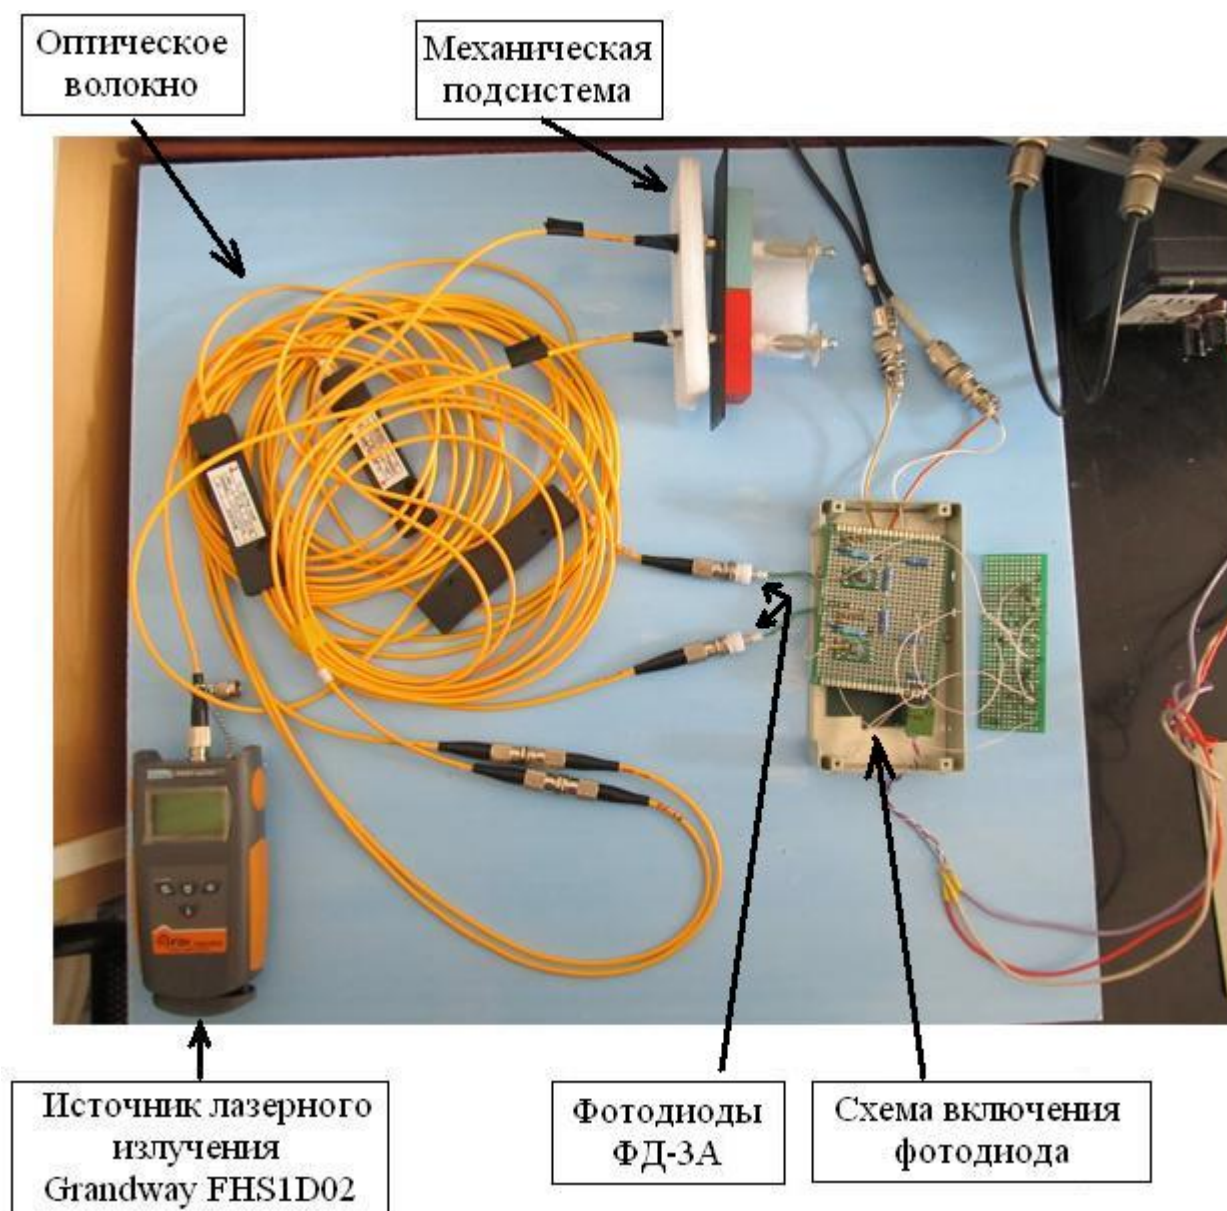 Оптическое
волокно
Механическая
подсистема
Источник лазерного
излучения
Grandway FHS1D02
Фотодиоды
ФД-3А
Схема включения
фотодиода